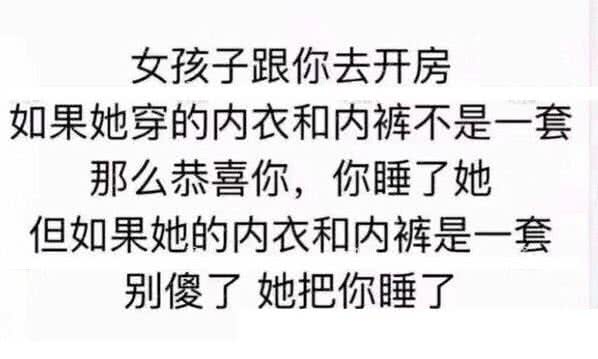 女孩子跟你去开房
如果她穿的内衣和内裤不是一套
那么恭喜你，你睡了她
但如果她的内衣和内裤是一套
别傻了 她把你睡了